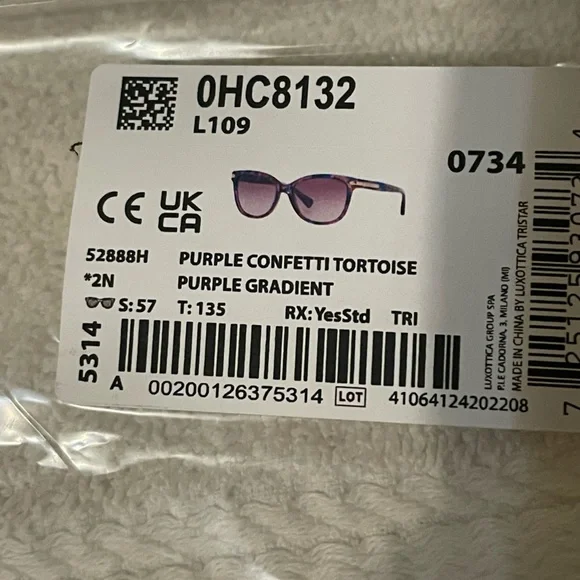 0HC8132
L109
0734
CE UK CA
52888H PURPLE CONFETTI TORTOISE
*2N PURPLE GRADIENT
S: 57 T: 135 RX: YesStd TRI
5314
A 00200126375314 LOT 41064124202208
LUXOTTICA GROUP SPA
P.LE CADORNA, 3, MILANO (MI)
MADE IN CHINA BY LUXOTTICA TRISTAR